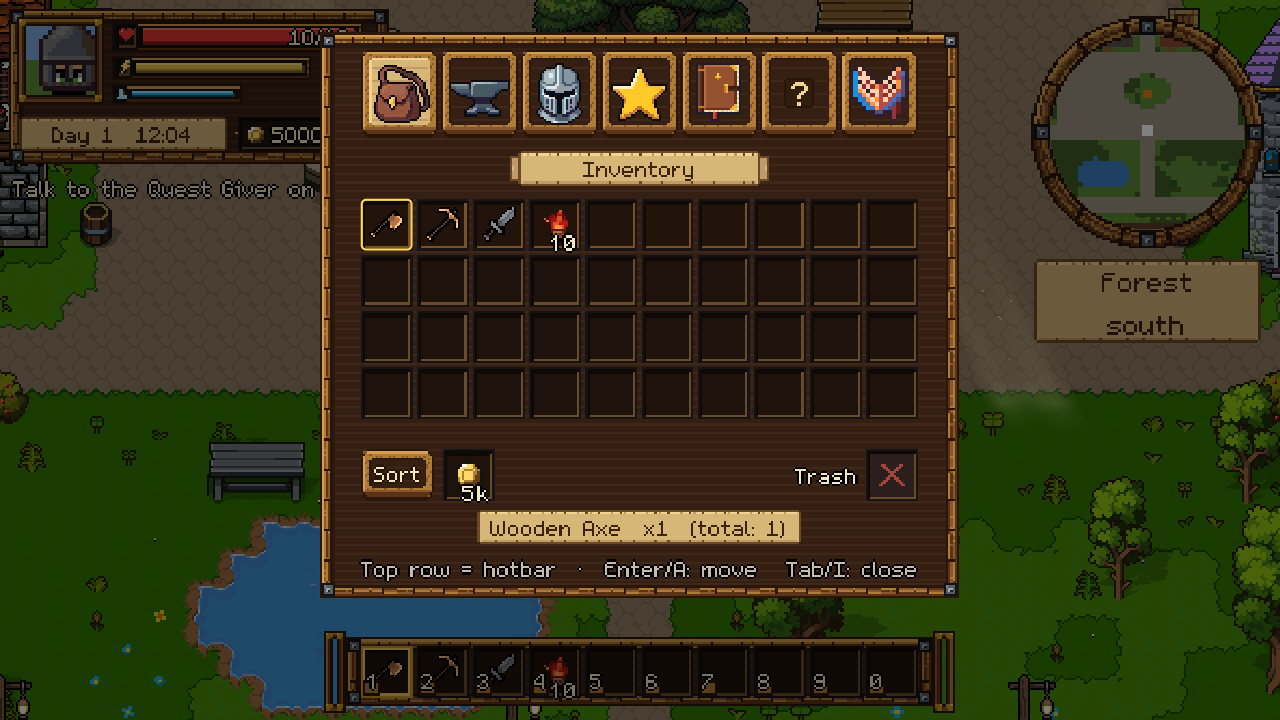 10/
Day 1 12:04
5000
Talk to the Quest Giver on
?
Inventory
10
Forest
south
Sort
5k
Trash
Wooden Axe x1 (total: 1)
Top row = hotbar · Enter/A: move Tab/I: close
1 2 3 4 10 5 6 7 8 9 0